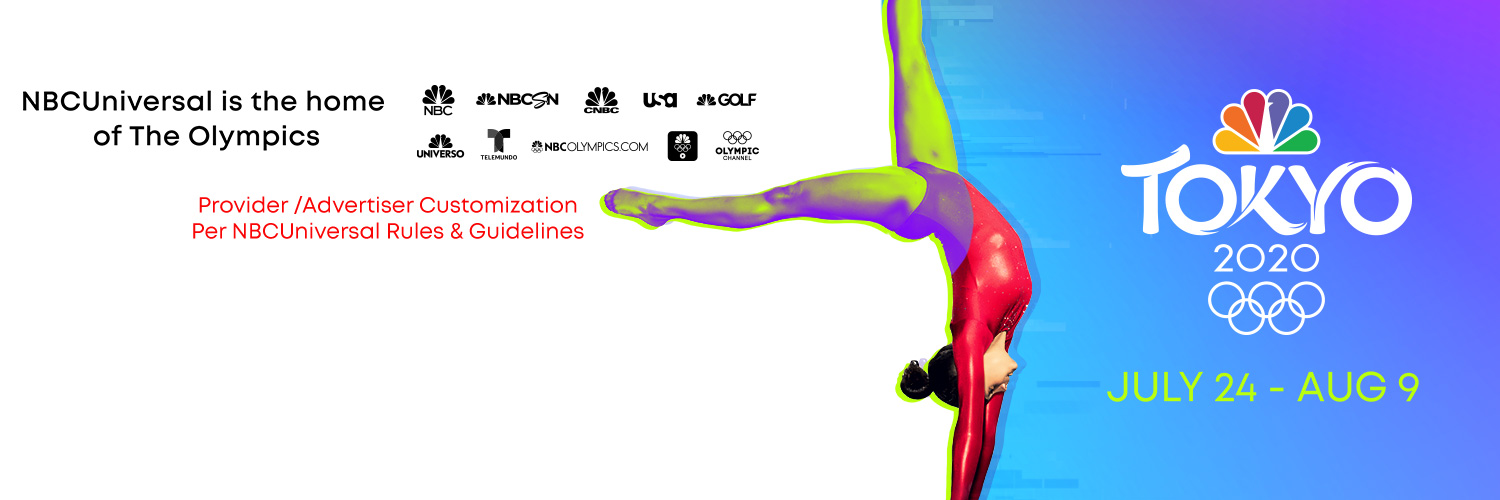 NBCUniversal is the home
of The Olympics
NBC
NBCSN
CNBC
USA
GOLF
UNIVERSO
TELEMUNDO
NBCOLYMPICS.COM
OLYMPIC
CHANNEL
Provider /Advertiser Customization
Per NBCUniversal Rules & Guidelines
TOKYO
2020
JULY 24 - AUG 9